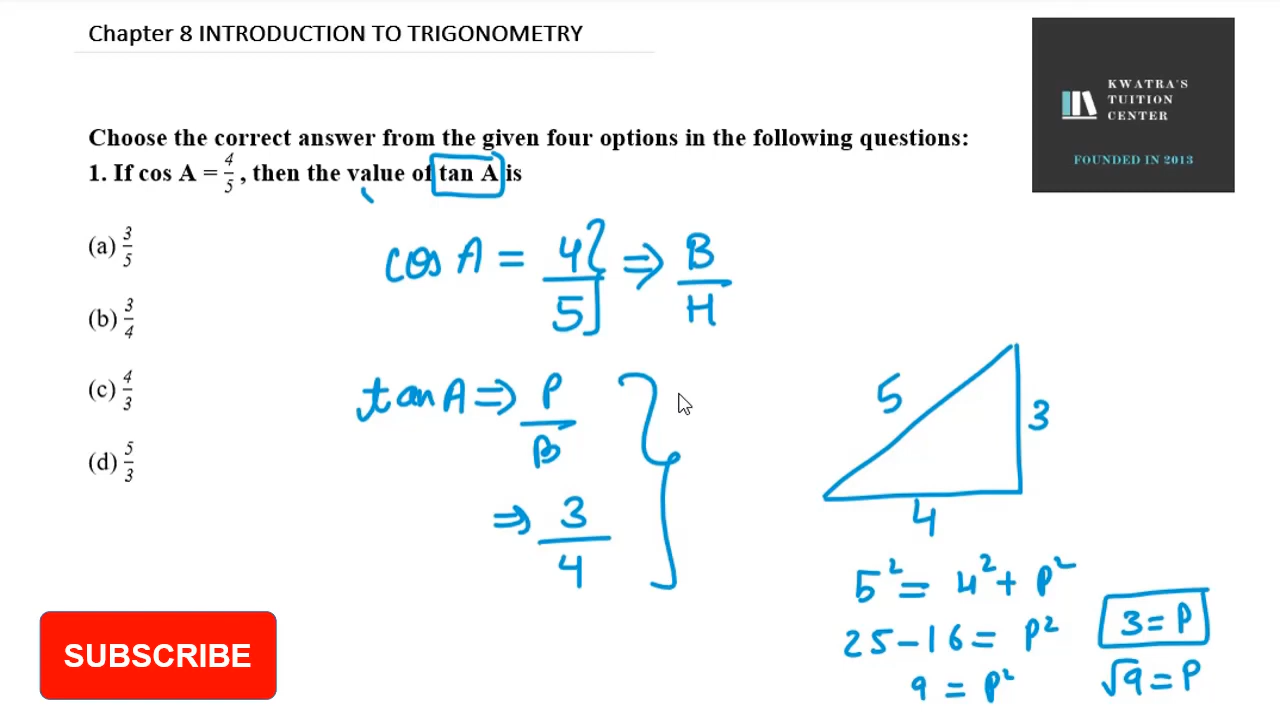 Chapter 8 INTRODUCTION TO TRIGONOMETRY
KWATRA'S
TUITION
CENTER
FOUNDED IN 2013
Choose the correct answer from the given four options in the following questions:
1. If cos A = 4/5, then the value of tan A is
(a) 3/5
(b) 3/4
(c) 4/3
(d) 5/3
cos A = 4/5 ⇒ B/H
tan A ⇒ P/B
⇒ 3/4
5
3
4
5² = 4² + P²
25 - 16 = P²
9 = P²
√9 = P
3 = P
SUBSCRIBE